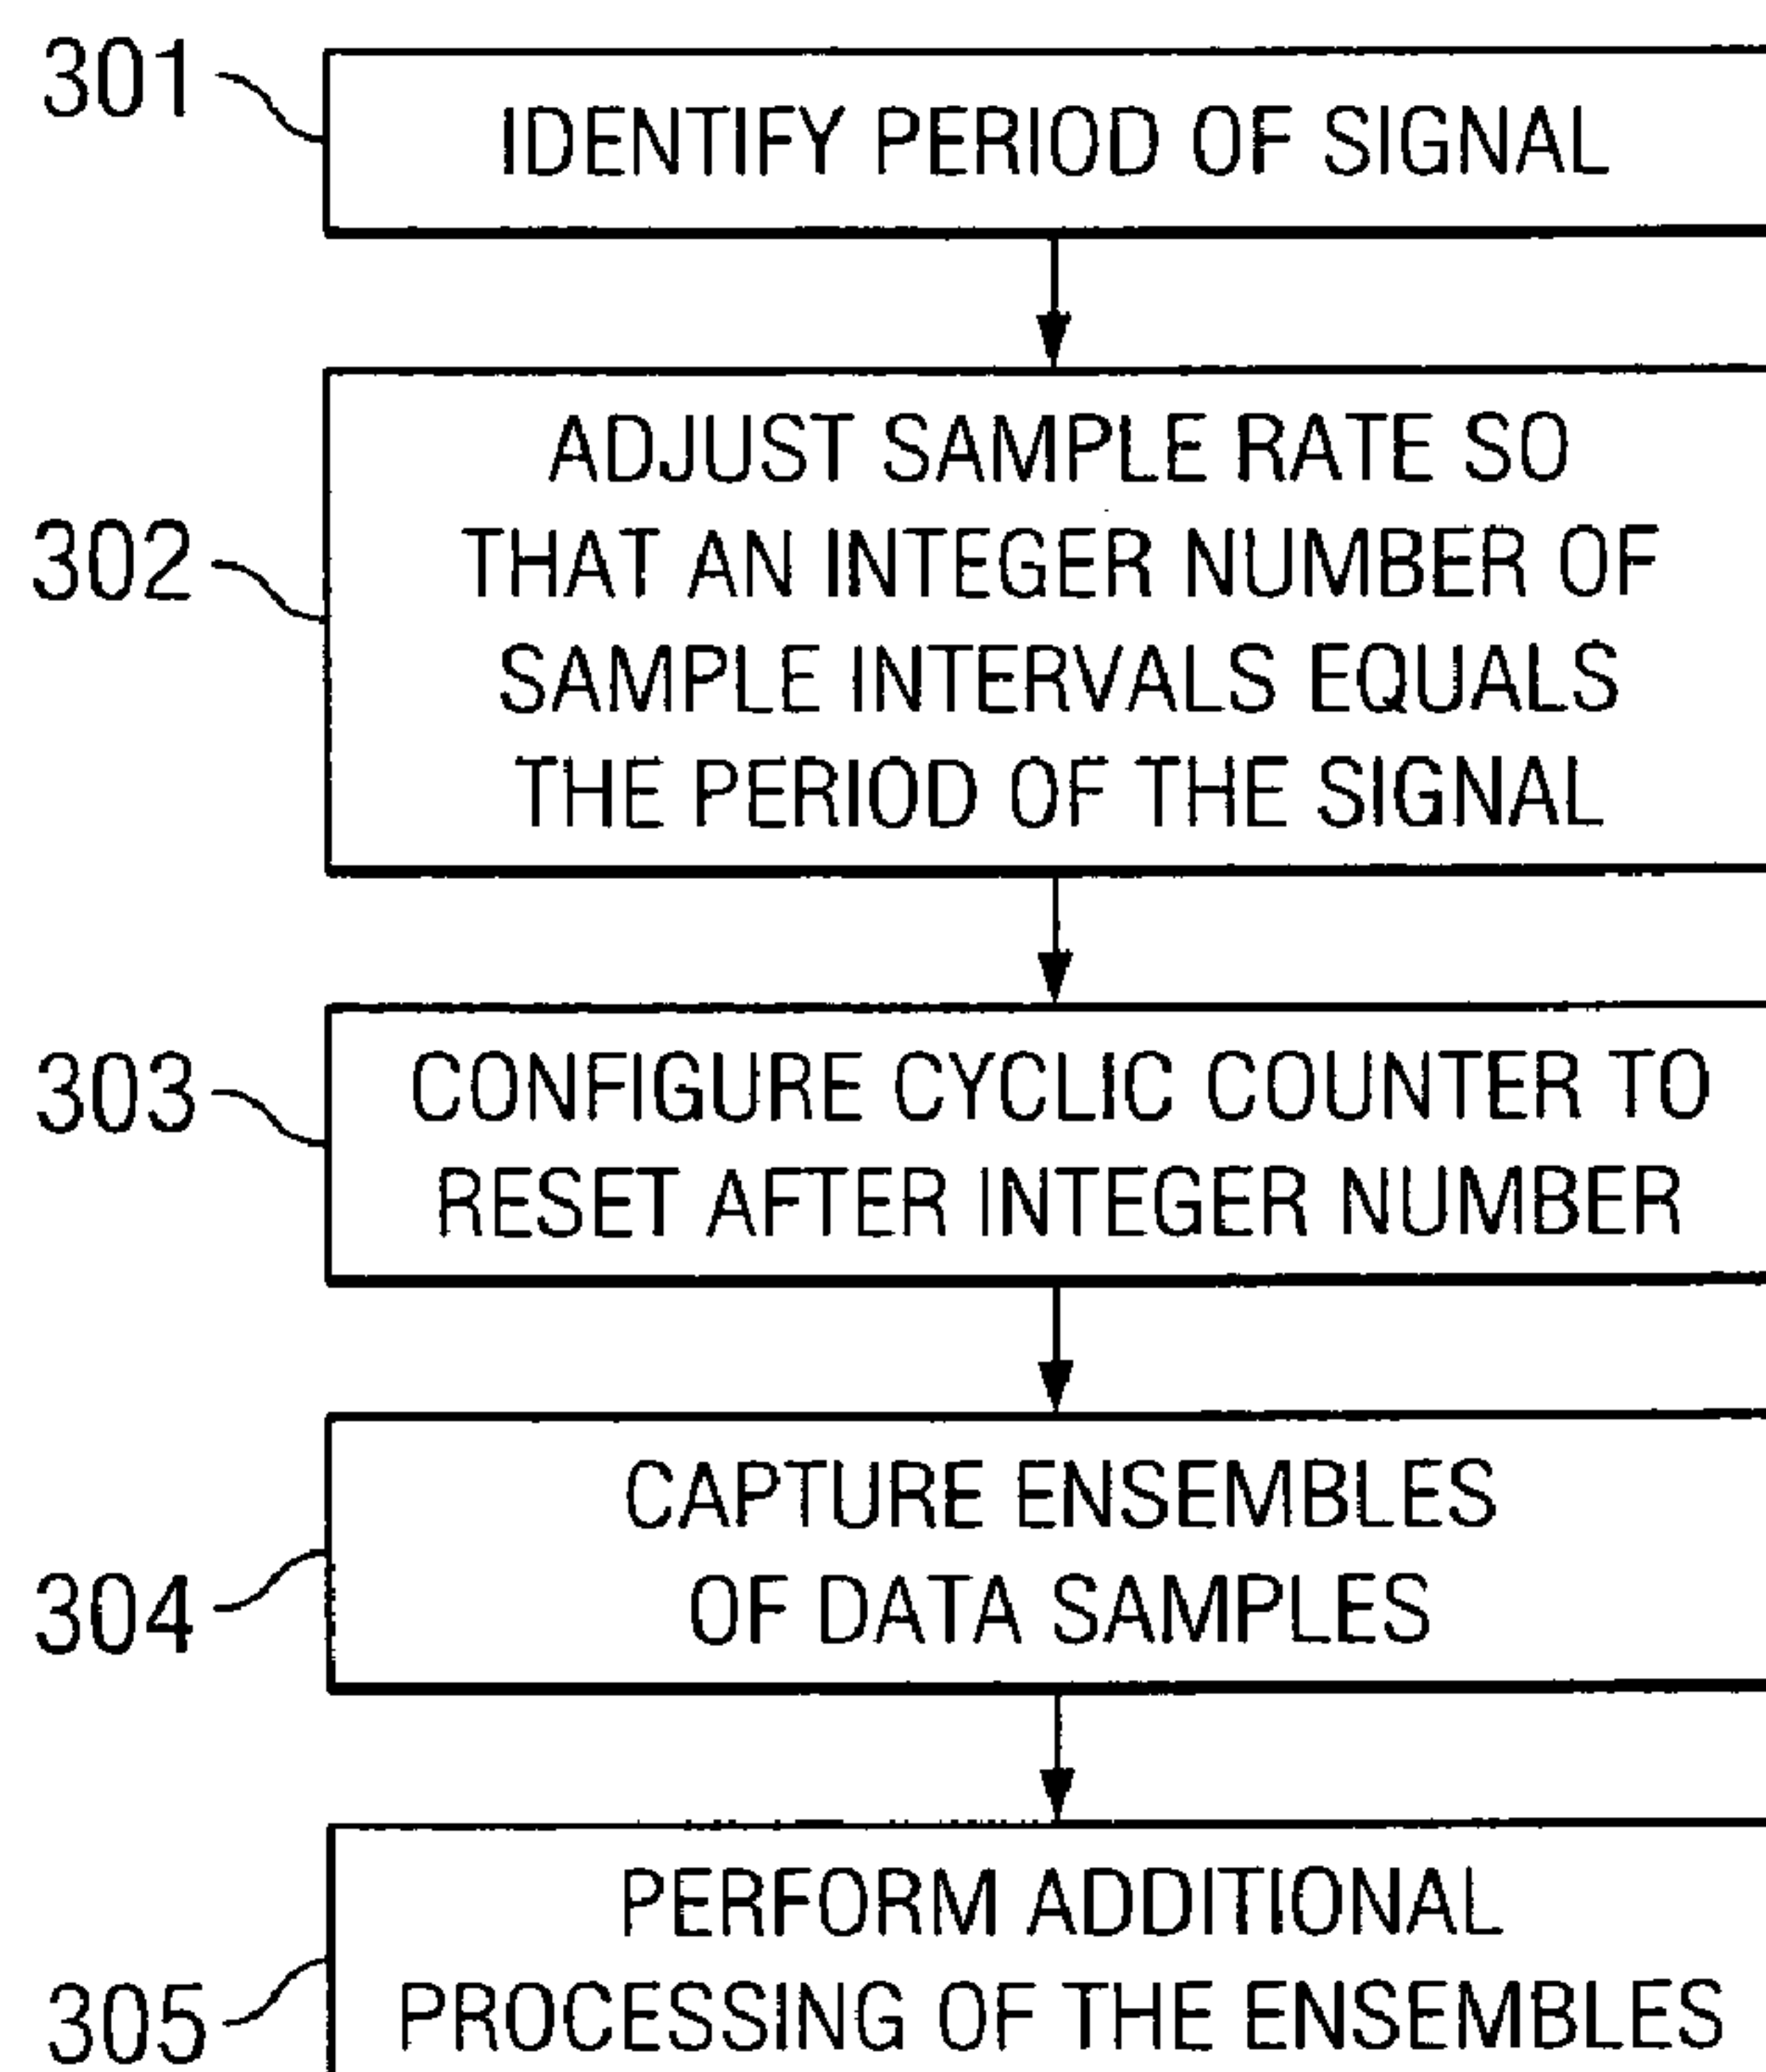 301
IDENTIFY PERIOD OF SIGNAL
302
ADJUST SAMPLE RATE SO
THAT AN INTEGER NUMBER OF
SAMPLE INTERVALS EQUALS
THE PERIOD OF THE SIGNAL
303
CONFIGURE CYCLIC COUNTER TO
RESET AFTER INTEGER NUMBER
304
CAPTURE ENSEMBLES
OF DATA SAMPLES
305
PERFORM ADDITIONAL
PROCESSING OF THE ENSEMBLES